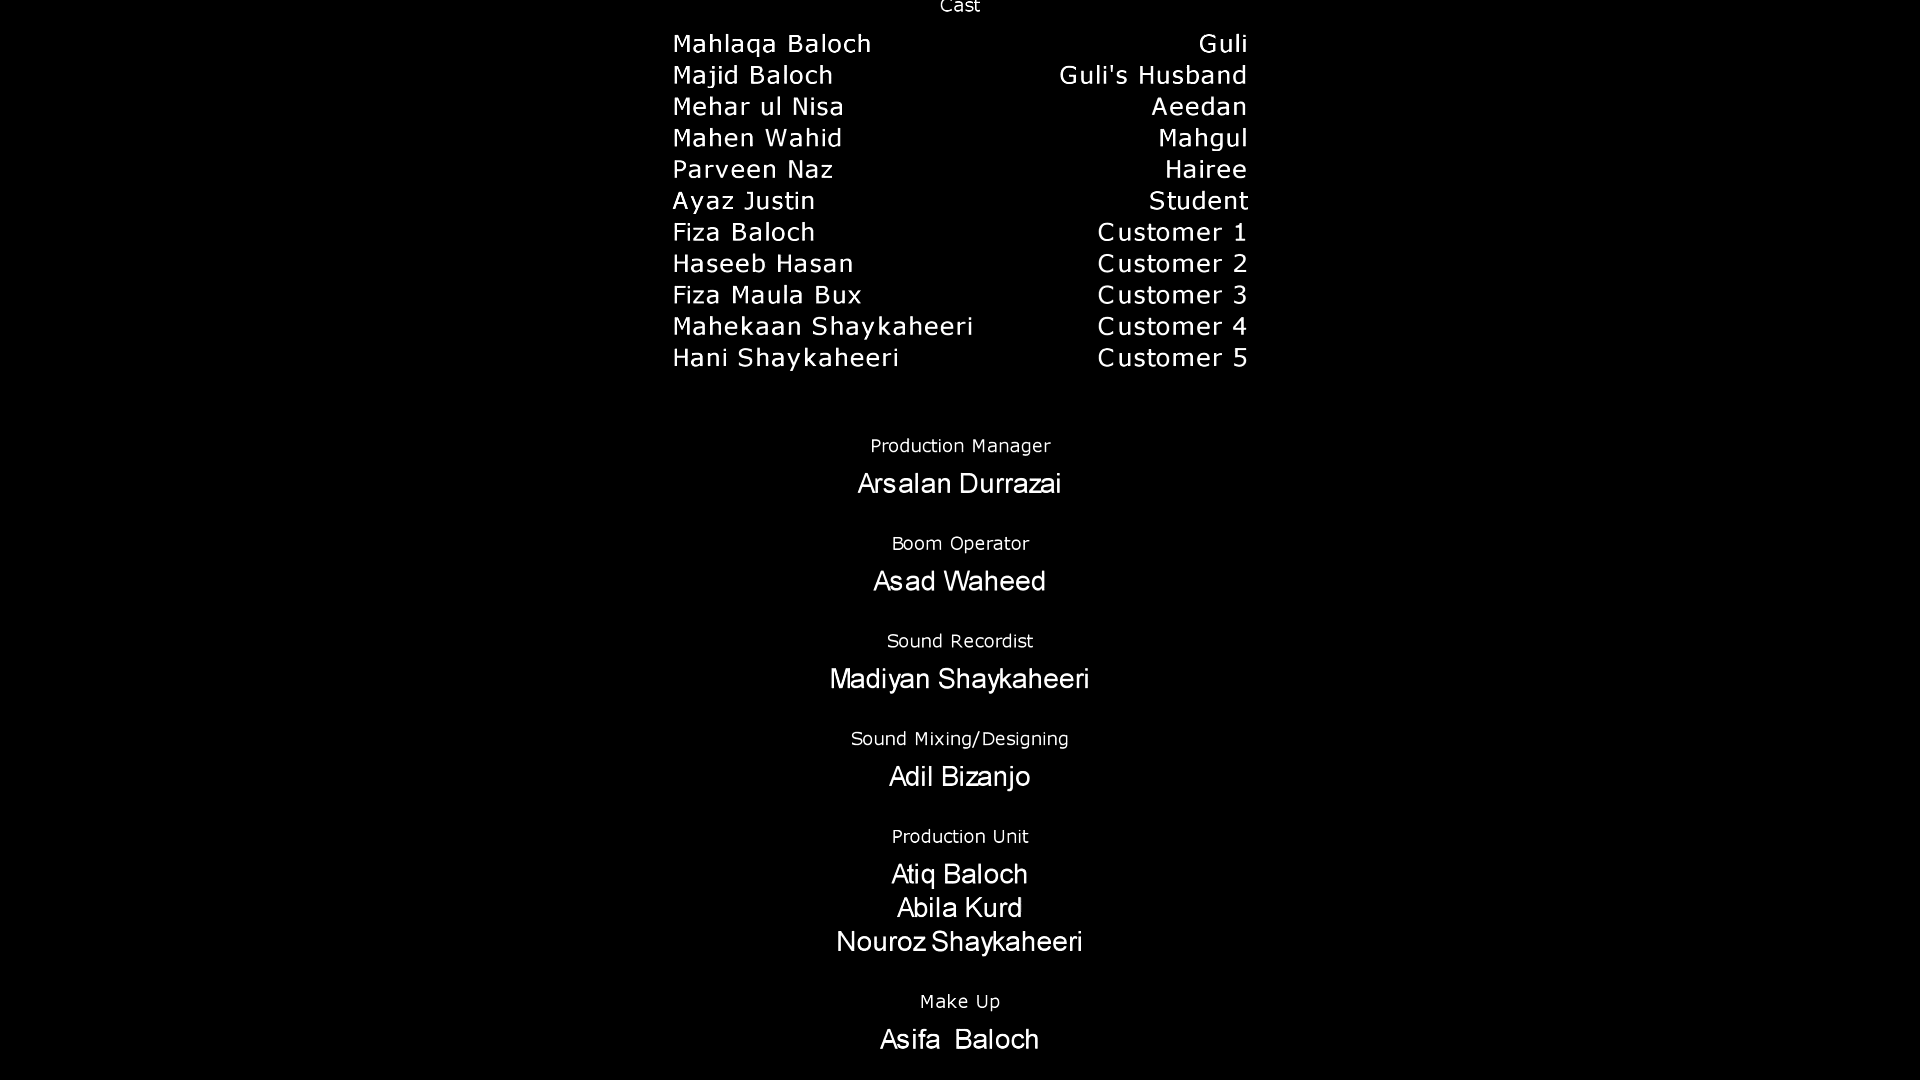 Cast
Mahlaqa Baloch Guli
Majid Baloch Guli's Husband
Mehar ul Nisa Aeedan
Mahen Wahid Mahgul
Parveen Naz Hairee
Ayaz Justin Student
Fiza Baloch Customer 1
Haseeb Hasan Customer 2
Fiza Maula Bux Customer 3
Mahekaan Shaykaheeri Customer 4
Hani Shaykaheeri Customer 5
Production Manager
Arsalan Durrazai
Boom Operator
Asad Waheed
Sound Recordist
Madiyan Shaykaheeri
Sound Mixing/Designing
Adil Bizanjo
Production Unit
Atiq Baloch
Abila Kurd
Nouroz Shaykaheeri
Make Up
Asifa Baloch